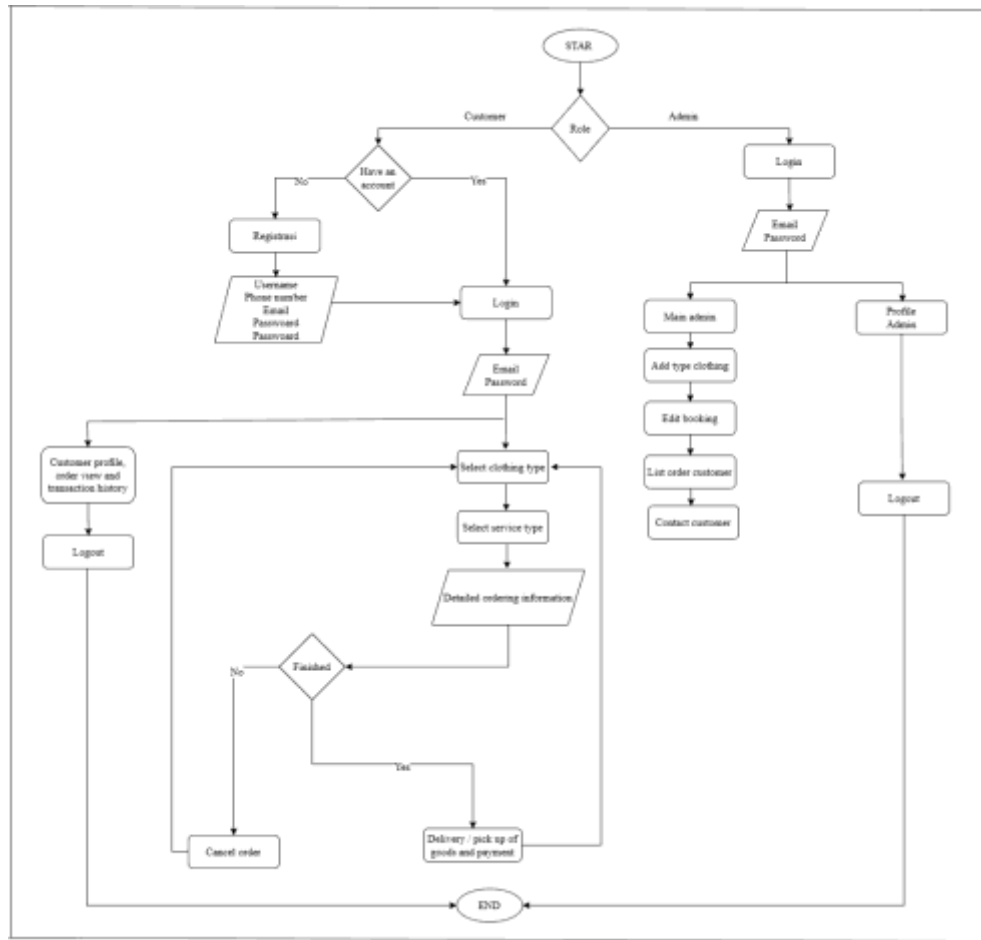 STAR
Customer
Role
Admin
Have an
account
No
Yes
Login
Registrasi
Email
Password
Username
Phone number
Email
Passwoard
Passwoard
Login
Main admin
Profile
Admin
Add type clothing
Email
Password
Edit booking
Customer profile,
order view and
transaction history
Select clothing type
List order customer
Logout
Contact customer
Select service type
Logout
Detailed ordering information
Finished
No
Yes
Cancel order
Delivery / pick up of
goods and payment
END